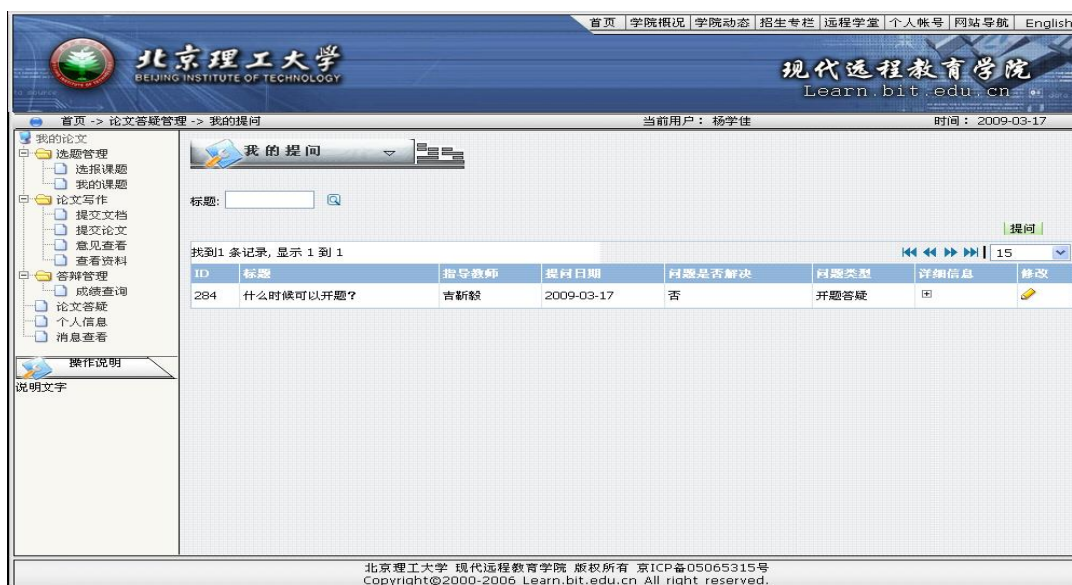 首页 学院概况 学院动态 招生专栏 远程学堂 个人帐号 网站导航 English
北京理工大学
BEIJING INSTITUTE OF TECHNOLOGY
现代远程教育学院
Learn.bit.edu.cn
首页 -> 论文答疑管理 -> 我的提问 当前用户： 杨学佳 时间： 2009-03-17
我的论文
选题管理
选报课题
我的课题
论文写作
提交文档
提交论文
意见查看
查看资料
答辩管理
成绩查询
论文答疑
个人信息
消息查看
操作说明
说明文字
我的提问
标题:
提问
找到1 条记录, 显示 1 到 1 15
ID 标题 指导教师 提问日期 问题是否解决 问题类型 详细信息 修改
284 什么时候可以开题? 吉靳毅 2009-03-17 否 开题答疑
北京理工大学 现代远程教育学院 版权所有 京ICP备05065315号
Copyright©2000-2006 Learn.bit.edu.cn All right reserved.